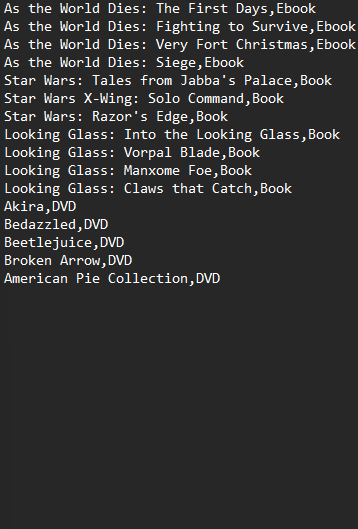 As the World Dies: The First Days,Ebook
As the World Dies: Fighting to Survive,Ebook
As the World Dies: Very Fort Christmas,Ebook
As the World Dies: Siege,Ebook
Star Wars: Tales from Jabba's Palace,Book
Star Wars X-Wing: Solo Command,Book
Star Wars: Razor's Edge,Book
Looking Glass: Into the Looking Glass,Book
Looking Glass: Vorpal Blade,Book
Looking Glass: Manxome Foe,Book
Looking Glass: Claws that Catch,Book
Akira,DVD
Bedazzled,DVD
Beetlejuice,DVD
Broken Arrow,DVD
American Pie Collection,DVD